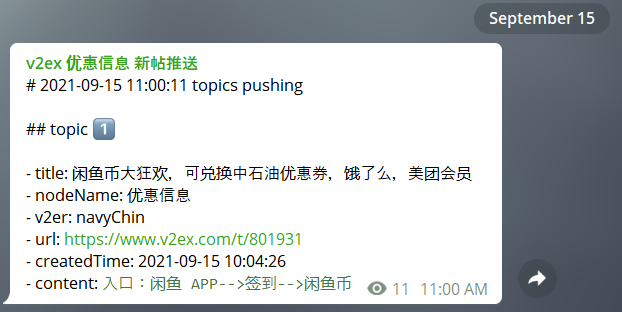 September 15
v2ex 优惠信息 新帖推送
# 2021-09-15 11:00:11 topics pushing
## topic 1️⃣
- title: 闲鱼币大狂欢，可兑换中石油优惠券，饿了么，美团会员
- nodeName: 优惠信息
- v2er: navyChin
- url: https://www.v2ex.com/t/801931
- createdTime: 2021-09-15 10:04:26
- content: 入口：闲鱼 APP-->签到-->闲鱼币
11 11:00 AM